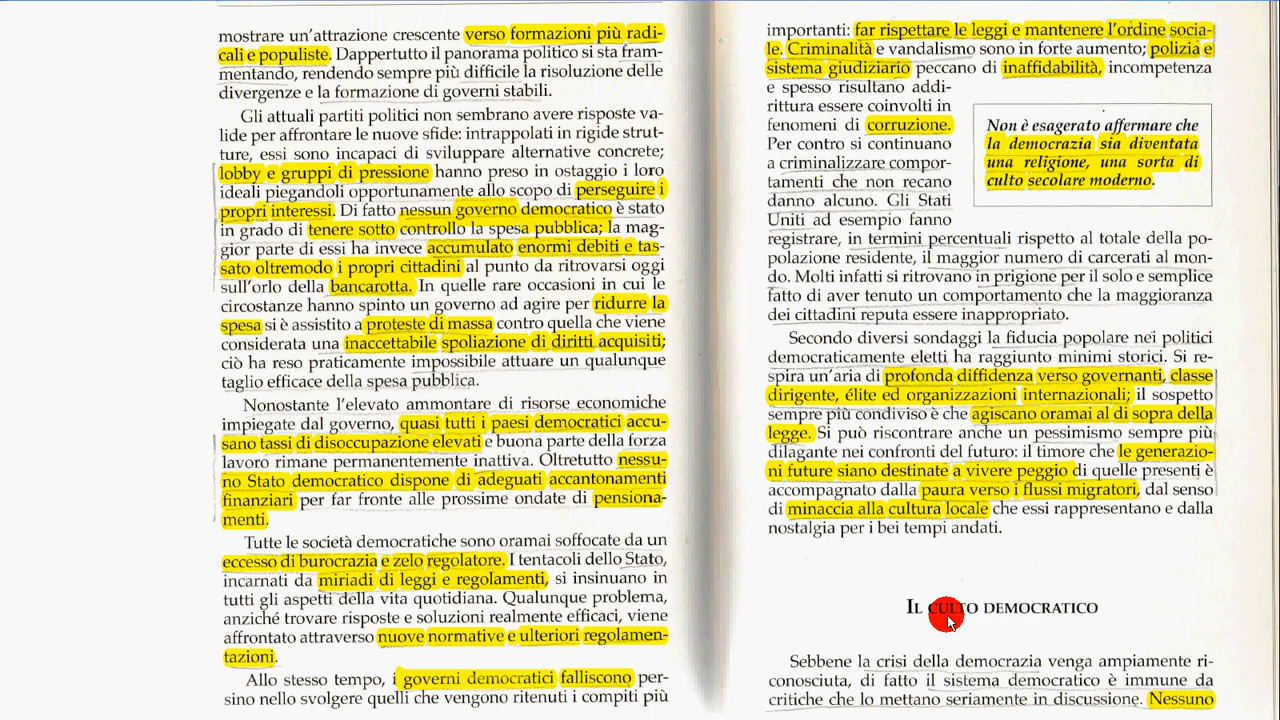 mostrare un'attrazione crescente verso formazioni più radi-
cali e populiste. Dappertutto il panorama politico si sta fram-
mentando, rendendo sempre più difficile la risoluzione delle
divergenze e la formazione di governi stabili.
Gli attuali partiti politici non sembrano avere risposte va-
lide per affrontare le nuove sfide: intrappolati in rigide strut-
ture, essi sono incapaci di sviluppare alternative concrete;
lobby e gruppi di pressione hanno preso in ostaggio i loro
ideali piegandoli opportunamente allo scopo di perseguire i
propri interessi. Di fatto nessun governo democratico è stato
in grado di tenere sotto controllo la spesa pubblica; la mag-
gior parte di essi ha invece accumulato enormi debiti e tas-
sato oltremodo i propri cittadini al punto da ritrovarsi oggi
sull'orlo della bancarotta. In quelle rare occasioni in cui le
circostanze hanno spinto un governo ad agire per ridurre la
spesa si è assistito a proteste di massa contro quella che viene
considerata una inaccettabile spoliazione di diritti acquisiti;
ciò ha reso praticamente impossibile attuare un qualunque
taglio efficace della spesa pubblica.
Nonostante l'elevato ammontare di risorse economiche
impiegate dal governo, quasi tutti i paesi democratici accu-
sano tassi di disoccupazione elevati e buona parte della forza
lavoro rimane permanentemente inattiva. Oltretutto nessu-
no Stato democratico dispone di adeguati accantonamenti
finanziari per far fronte alle prossime ondate di pensiona-
menti.
Tutte le società democratiche sono oramai soffocate da un
eccesso di burocrazia e zelo regolatore. I tentacoli dello Stato,
incarnati da miriadi di leggi e regolamenti, si insinuano in
tutti gli aspetti della vita quotidiana. Qualunque problema,
anziché trovare risposte e soluzioni realmente efficaci, viene
affrontato attraverso nuove normative e ulteriori regolamen-
tazioni.
Allo stesso tempo, i governi democratici falliscono per-
sino nello svolgere quelli che vengono ritenuti i compiti più
importanti: far rispettare le leggi e mantenere l'ordine socia-
le. Criminalità e vandalismo sono in forte aumento; polizia e
sistema giudiziario peccano di inaffidabilità, incompetenza
e spesso risultano addi-
rittura essere coinvolti in
fenomeni di corruzione.
Per contro si continuano
a criminalizzare compor-
tamenti che non recano
danno alcuno. Gli Stati
Uniti ad esempio fanno
registrare, in termini percentuali rispetto al totale della po-
polazione residente, il maggior numero di carcerati al mon-
do. Molti infatti si ritrovano in prigione per il solo e semplice
fatto di aver tenuto un comportamento che la maggioranza
dei cittadini reputa essere inappropriato.
Non è esagerato affermare che
la democrazia sia diventata
una religione, una sorta di
culto secolare moderno.
Secondo diversi sondaggi la fiducia popolare nei politici
democraticamente eletti ha raggiunto minimi storici. Si re-
spira un'aria di profonda diffidenza verso governanti, classe
dirigente, élite ed organizzazioni internazionali; il sospetto
sempre più condiviso è che agiscano oramai al di sopra della
legge. Si può riscontrare anche un pessimismo sempre più
dilagante nei confronti del futuro: il timore che le generazio-
ni future siano destinate a vivere peggio di quelle presenti è
accompagnato dalla paura verso i flussi migratori, dal senso
di minaccia alla cultura locale che essi rappresentano e dalla
nostalgia per i bei tempi andati.
IL CULTO DEMOCRATICO
Sebbene la crisi della democrazia venga ampiamente ri-
conosciuta, di fatto il sistema democratico è immune da
critiche che lo mettano seriamente in discussione. Nessuno